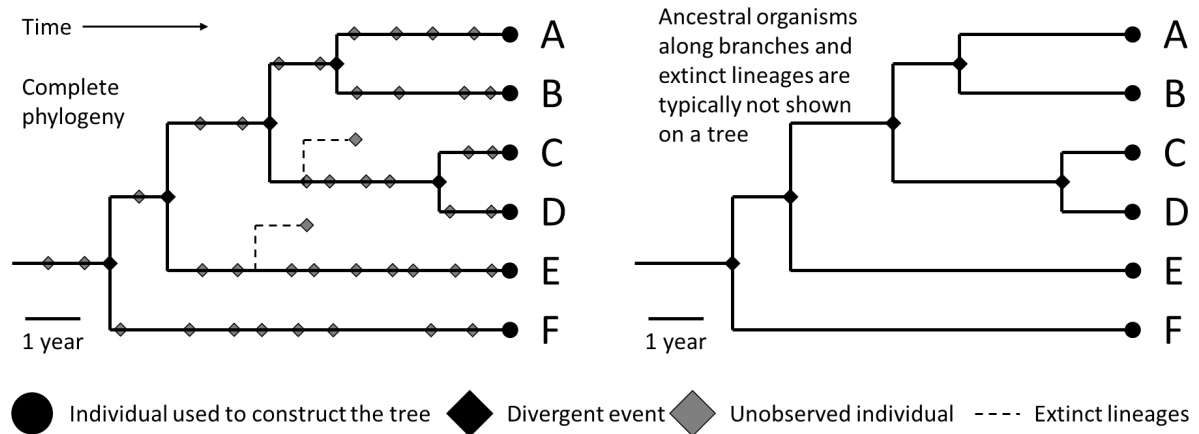 Time
Complete
phylogeny
A
B
C
D
E
F
1 year
Ancestral organisms
along branches and
extinct lineages are
typically not shown
on a tree
A
B
C
D
E
F
1 year
Individual used to construct the tree
Divergent event
Unobserved individual
Extinct lineages